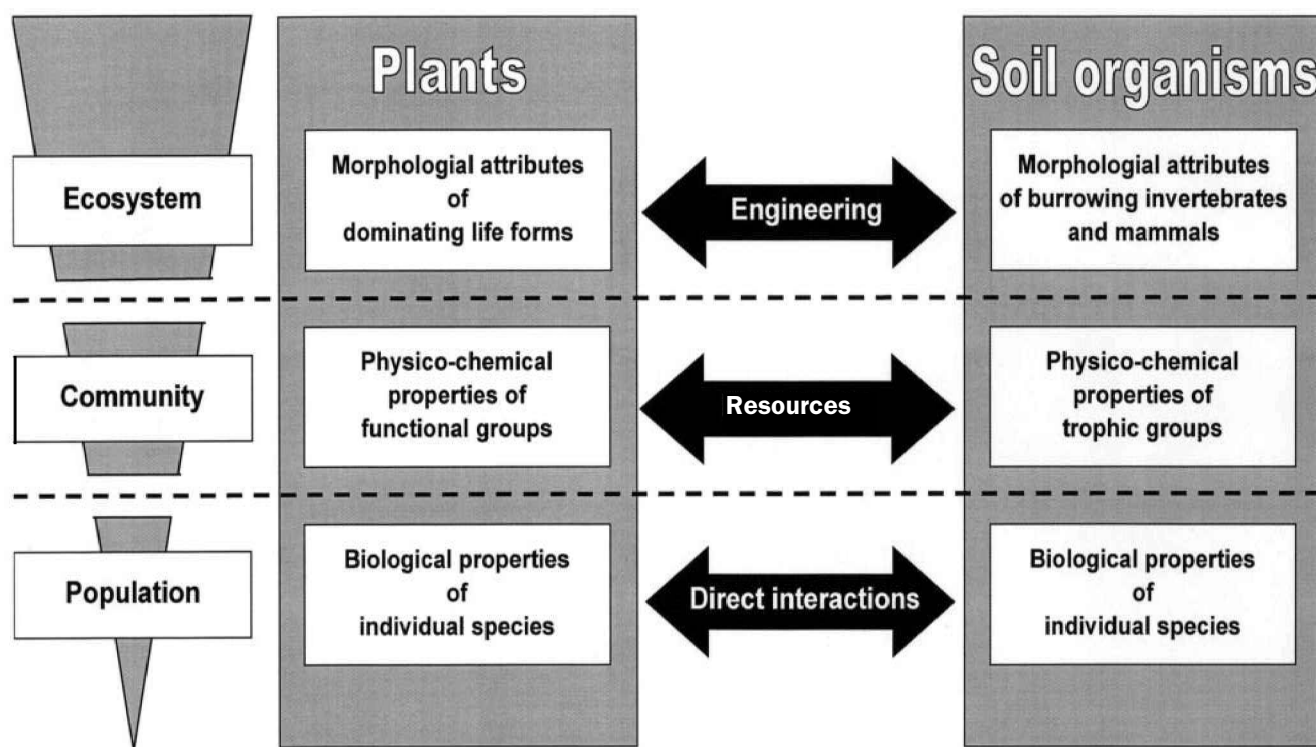 Plants
Soil organisms
Ecosystem
Morphologial attributes
of
dominating life forms
Engineering
Morphologial attributes
of burrowing invertebrates
and mammals
Community
Physico-chemical
properties of
functional groups
Resources
Physico-chemical
properties of
trophic groups
Population
Biological properties
of
individual species
Direct interactions
Biological properties
of
individual species